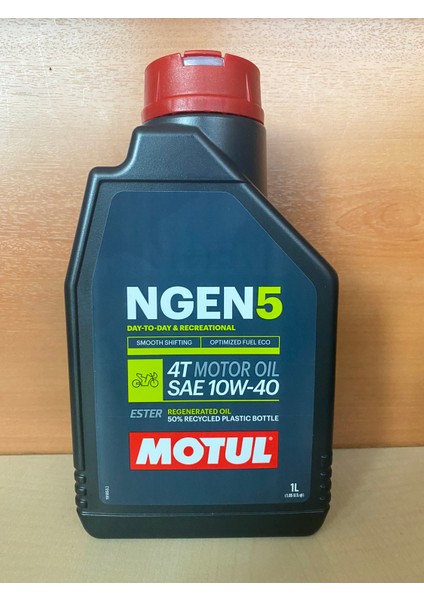 NGEN5
DAY-TO-DAY & RECREATIONAL
SMOOTH SHIFTING OPTIMIZED FUEL ECO
4T MOTOR OIL
SAE 10W-40
ESTER REGENERATED OIL
50% RECYCLED PLASTIC BOTTLE
MOTUL
1L